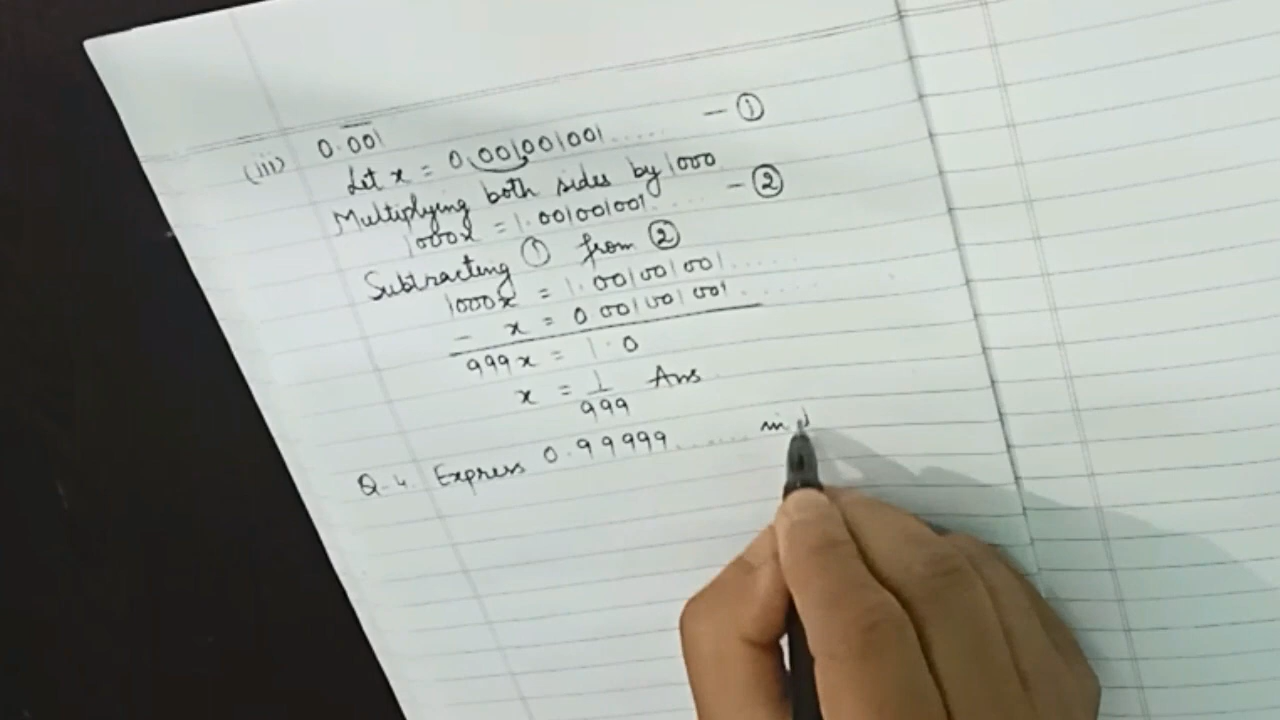 (iii) 0.001
Let x = 0.001001001..... — ①
Multiplying both sides by 1000
1000x = 1.001001001..... — ②
Subtracting ① from ②
1000x = 1.001001001......
- x = 0.001001001......
999x = 1.0
x = 1/999 Ans
Q-4. Express 0.99999...... in